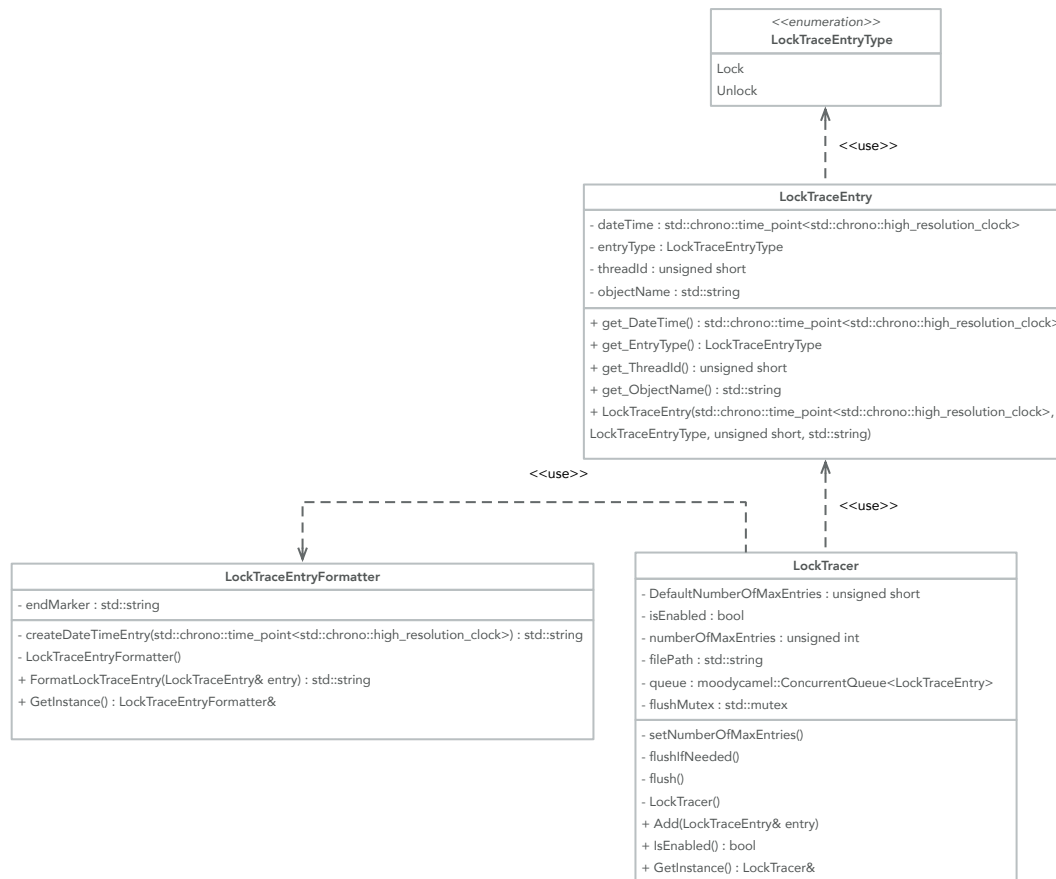 <<enumeration>>
LockTraceEntryType
Lock
Unlock
<<use>>
LockTraceEntry
- dateTime : std::chrono::time_point<std::chrono::high_resolution_clock>
- entryType : LockTraceEntryType
- threadId : unsigned short
- objectName : std::string
+ get_DateTime() : std::chrono::time_point<std::chrono::high_resolution_clock>
+ get_EntryType() : LockTraceEntryType
+ get_ThreadId() : unsigned short
+ get_ObjectName() : std::string
+ LockTraceEntry(std::chrono::time_point<std::chrono::high_resolution_clock>,
LockTraceEntryType, unsigned short, std::string)
<<use>>
<<use>>
LockTraceEntryFormatter
- endMarker : std::string
- createDateTimeEntry(std::chrono::time_point<std::chrono::high_resolution_clock>) : std::string
- LockTraceEntryFormatter()
+ FormatLockTraceEntry(LockTraceEntry& entry) : std::string
+ GetInstance() : LockTraceEntryFormatter&
LockTracer
- DefaultNumberOfMaxEntries : unsigned short
- isEnabled : bool
- numberOfMaxEntries : unsigned int
- filePath : std::string
- queue : moodycamel::ConcurrentQueue<LockTraceEntry>
- flushMutex : std::mutex
- setNumberOfMaxEntries()
- flushIfNeeded()
- flush()
- LockTracer()
+ Add(LockTraceEntry& entry)
+ IsEnabled() : bool
+ GetInstance() : LockTracer&